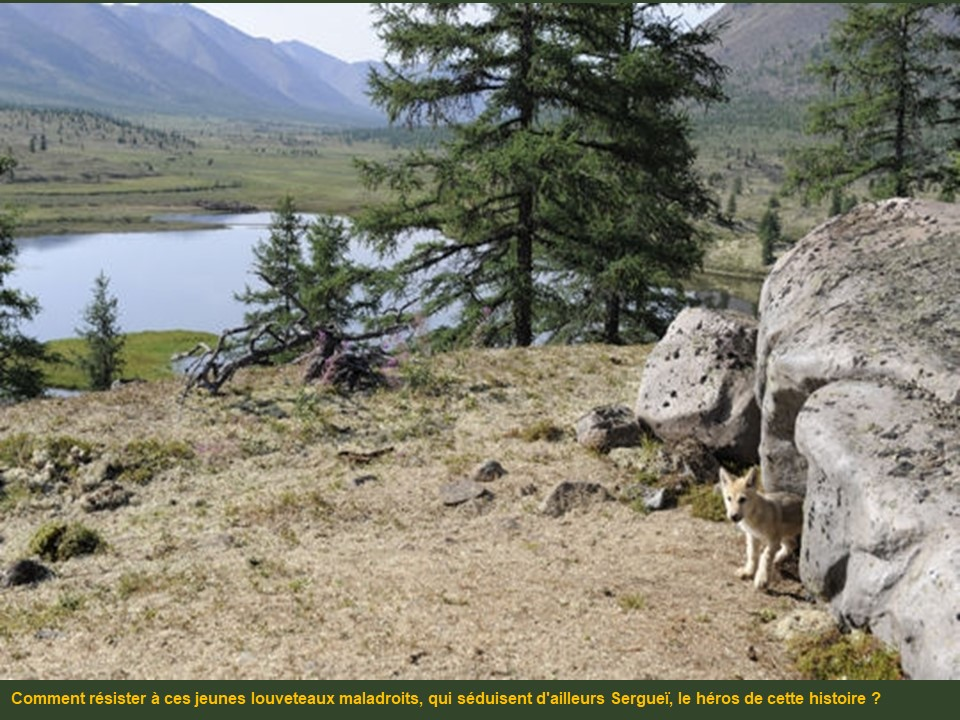 Comment résister à ces jeunes louveteaux maladroits, qui séduisent d'ailleurs Sergueï, le héros de cette histoire ?